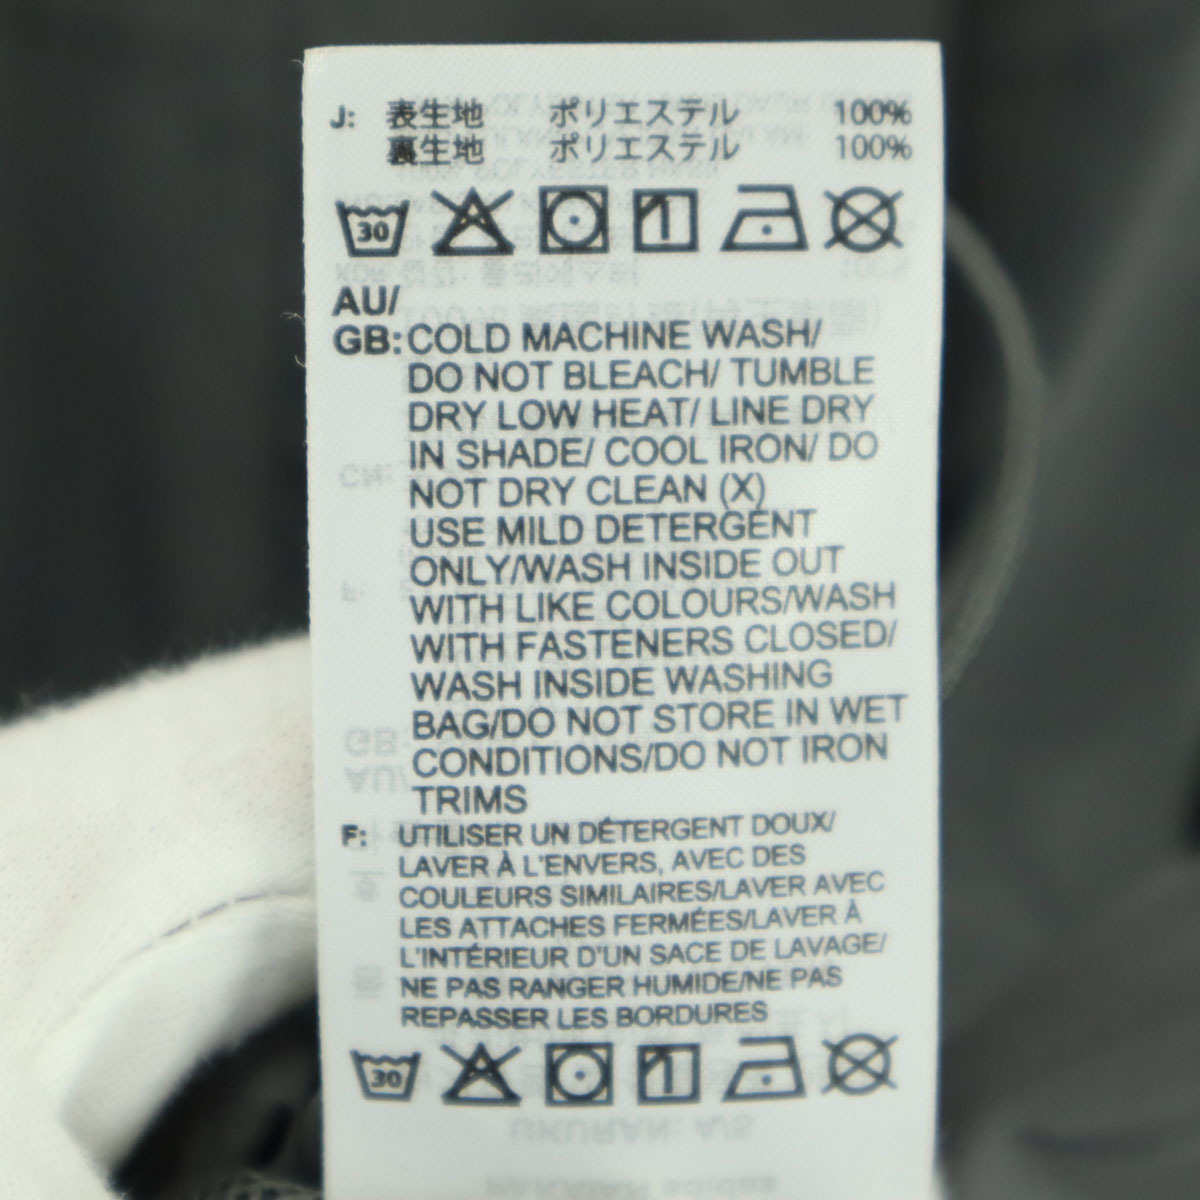 J: 表生地 ポリエステル 100%
裏生地 ポリエステル 100%
30
AU/
GB: COLD MACHINE WASH/
DO NOT BLEACH/ TUMBLE
DRY LOW HEAT/ LINE DRY
IN SHADE/ COOL IRON/ DO
NOT DRY CLEAN (X)
USE MILD DETERGENT
ONLY/WASH INSIDE OUT
WITH LIKE COLOURS/WASH
WITH FASTENERS CLOSED/
WASH INSIDE WASHING
BAG/DO NOT STORE IN WET
CONDITIONS/DO NOT IRON
TRIMS
F: UTILISER UN DÉTERGENT DOUX/
LAVER À L'ENVERS, AVEC DES
COULEURS SIMILAIRES/LAVER AVEC
LES ATTACHES FERMÉES/LAVER À
L'INTÉRIEUR D'UN SACE DE LAVAGE/
NE PAS RANGER HUMIDE/NE PAS
REPASSER LES BORDURES
30